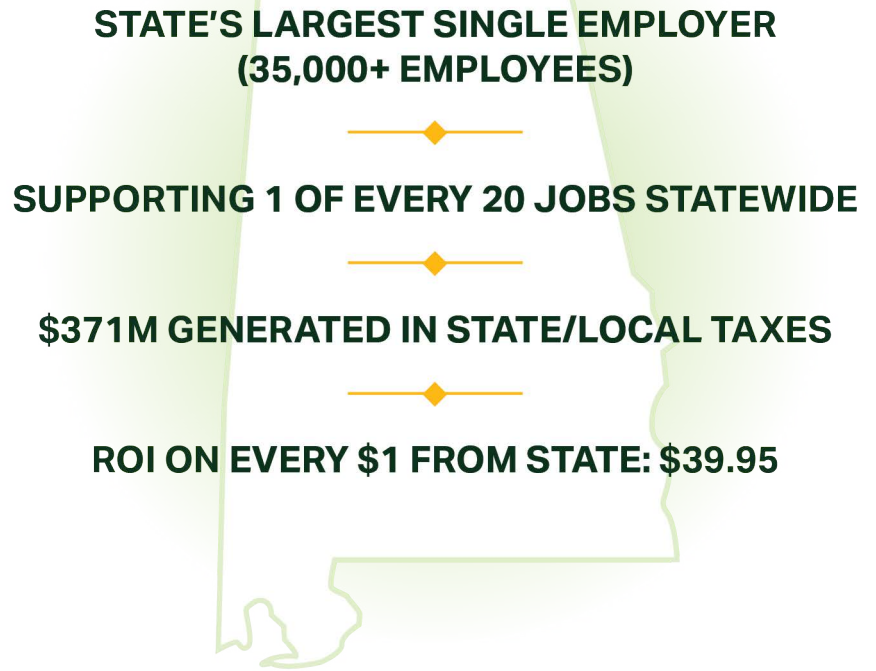 STATE’S LARGEST SINGLE EMPLOYER
(35,000+ EMPLOYEES)
SUPPORTING 1 OF EVERY 20 JOBS STATEWIDE
$371M GENERATED IN STATE/LOCAL TAXES
ROI ON EVERY $1 FROM STATE: $39.95